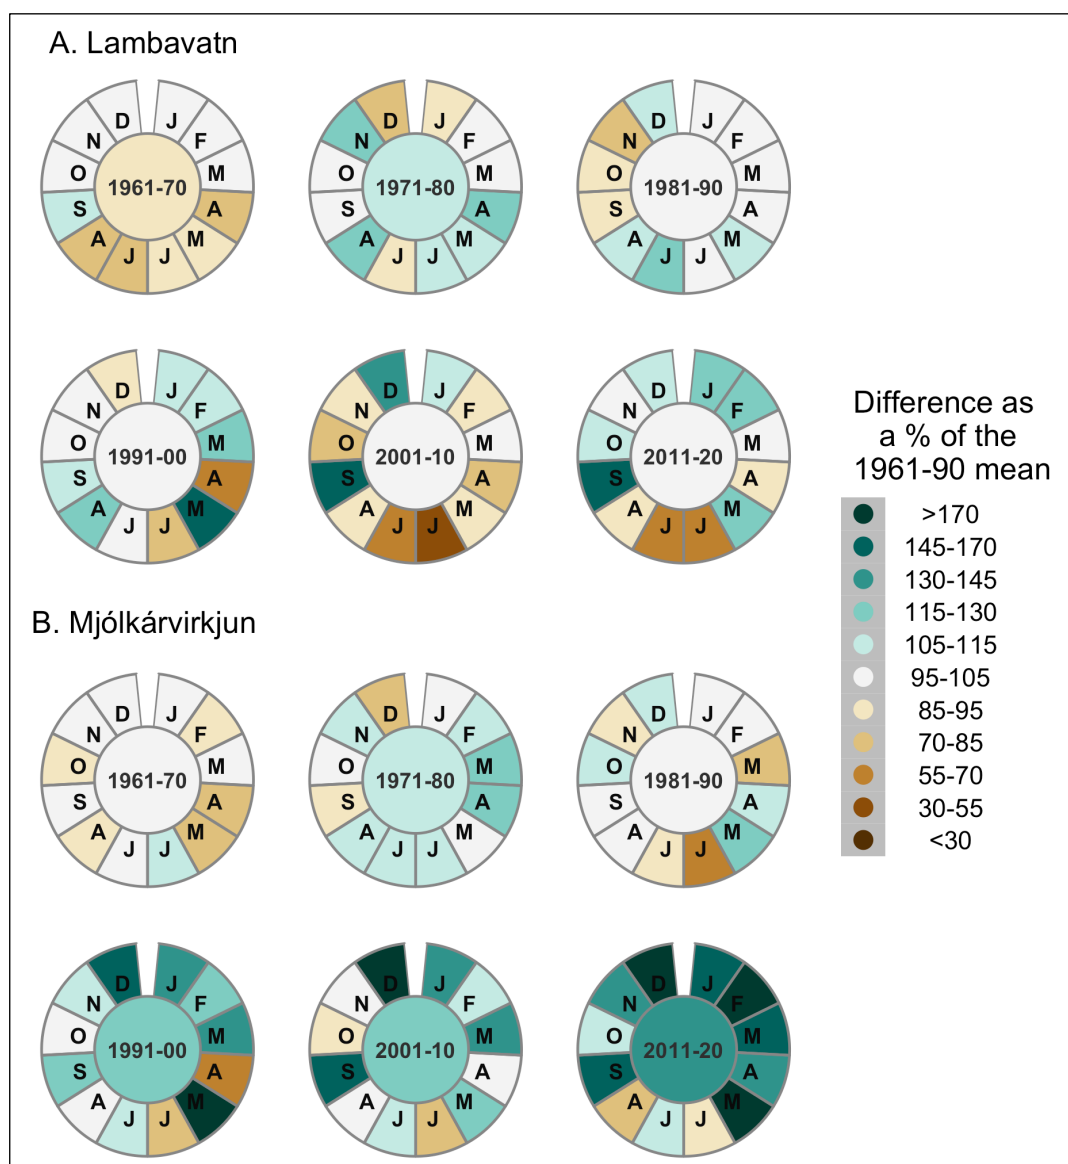 A. Lambavatn
D J
N F
O M
1961-70
S A
A M
J J
D J
N F
O M
1971-80
S A
A M
J J
D J
N F
O M
1981-90
S A
A M
J J
D J
N F
O M
1991-00
S A
A M
J J
D J
N F
O M
2001-10
S A
A M
J J
D J
N F
O M
2011-20
S A
A M
J J
Difference as
a % of the
1961-90 mean
>170
145-170
130-145
115-130
105-115
95-105
85-95
70-85
55-70
30-55
<30
B. Mjólkárvirkjun
D J
N F
O M
1961-70
S A
A M
J J
D J
N F
O M
1971-80
S A
A M
J J
D J
N F
O M
1981-90
S A
A M
J J
D J
N F
O M
1991-00
S A
A M
J J
D J
N F
O M
2001-10
S A
A M
J J
D J
N F
O M
2011-20
S A
A M
J J